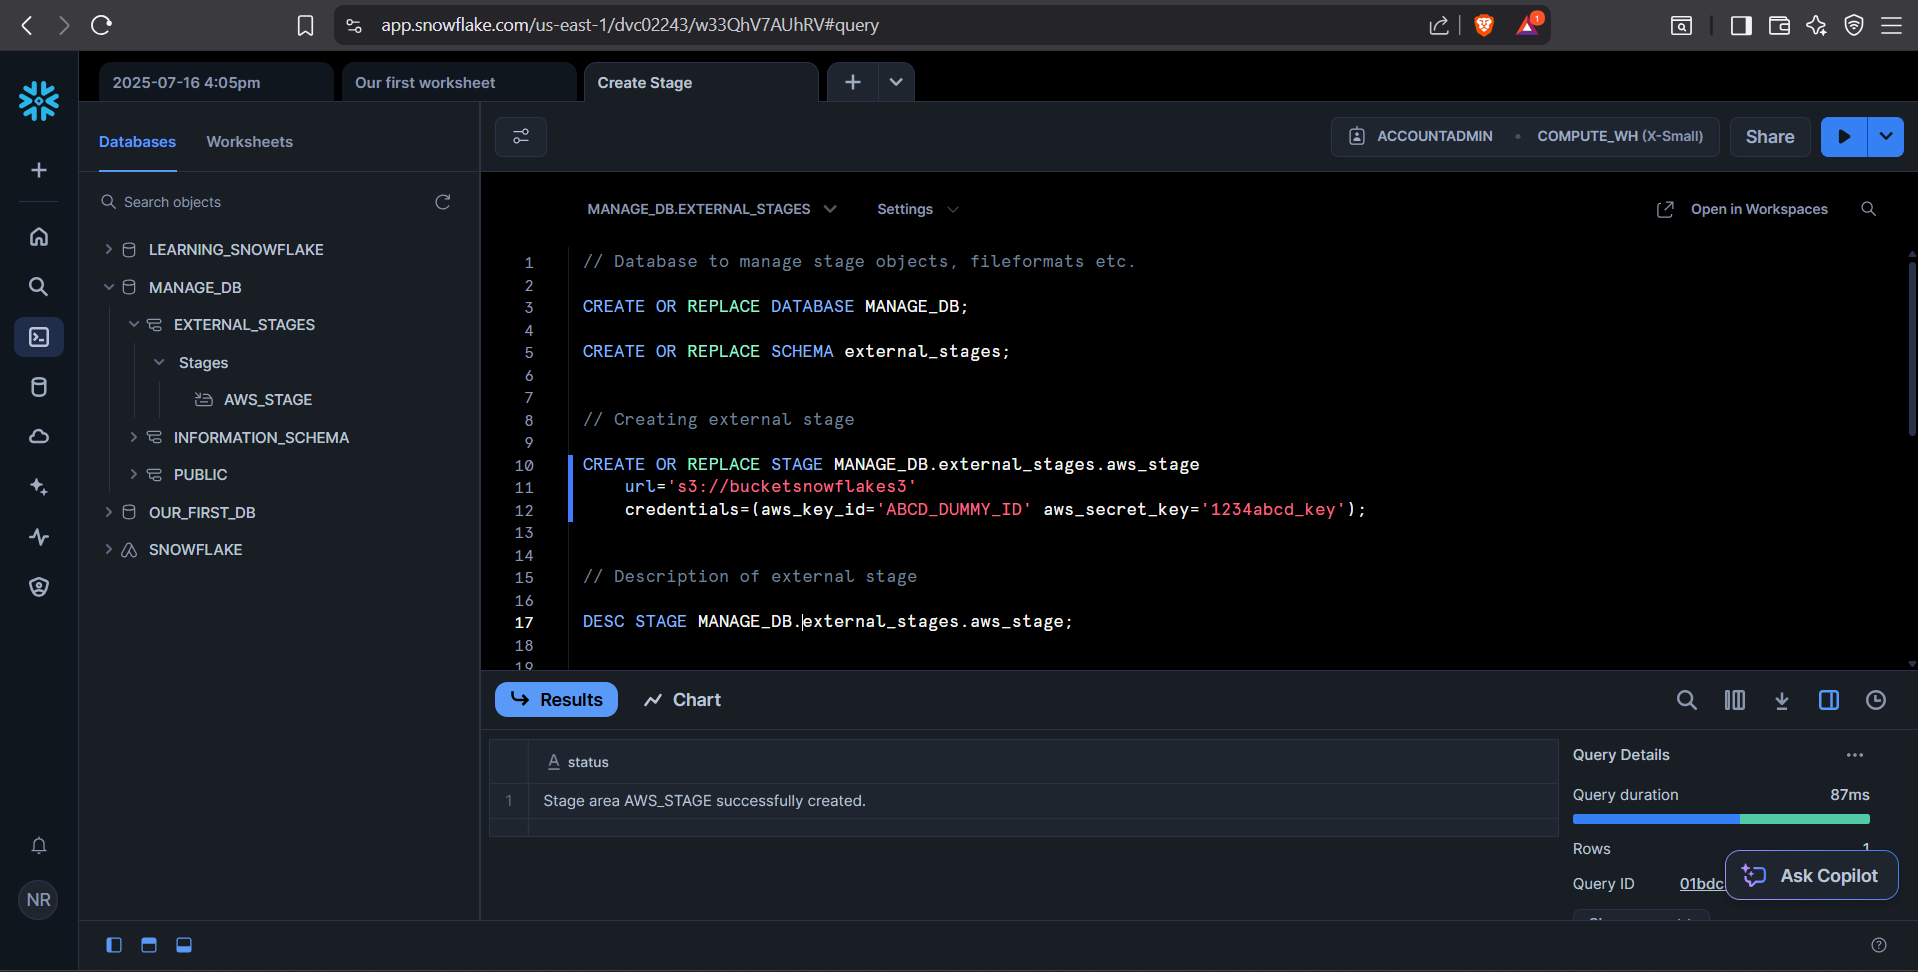 app.snowflake.com/us-east-1/dvc02243/w33QhV7AUhRV#query
1
2025-07-16 4:05pm
Our first worksheet
Create Stage
Databases
Worksheets
Search objects
LEARNING_SNOWFLAKE
MANAGE_DB
EXTERNAL_STAGES
Stages
AWS_STAGE
INFORMATION_SCHEMA
PUBLIC
OUR_FIRST_DB
SNOWFLAKE
NR
ACCOUNTADMIN • COMPUTE_WH (X-Small)
Share
MANAGE_DB.EXTERNAL_STAGES
Settings
Open in Workspaces
1 // Database to manage stage objects, fileformats etc.
2
3 CREATE OR REPLACE DATABASE MANAGE_DB;
4
5 CREATE OR REPLACE SCHEMA external_stages;
6
7
8 // Creating external stage
9
10 CREATE OR REPLACE STAGE MANAGE_DB.external_stages.aws_stage
11 url='s3://bucketsnowflakes3'
12 credentials=(aws_key_id='ABCD_DUMMY_ID' aws_secret_key='1234abcd_key');
13
14
15 // Description of external stage
16
17 DESC STAGE MANAGE_DB.external_stages.aws_stage;
18
19
Results
Chart
A status
1 Stage area AWS_STAGE successfully created.
Query Details
Query duration 87ms
Rows 1
Query ID 01bdc
Ask Copilot